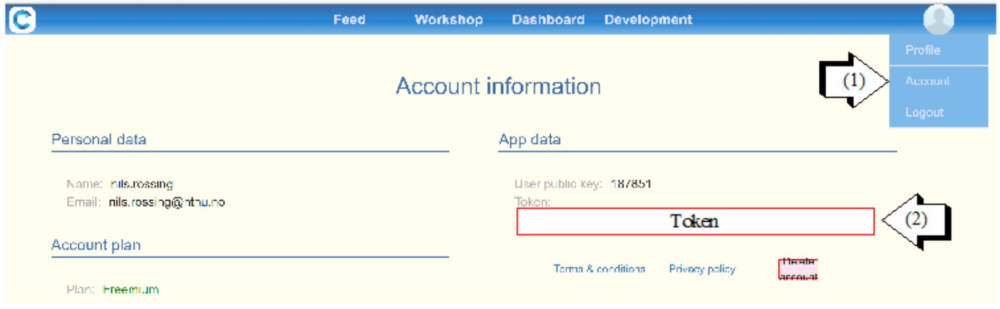 Feed Workshop Dashboard Development
Profile
(1)
Account
Logout
Account information
Personal data
App data
Name: nils.rossing
User public key: 187851
Email: nils.rossing@ntnu.no
Token:
Token
(2)
Account plan
Terms & conditions Privacy policy
Delete
account
Plan: Freemium